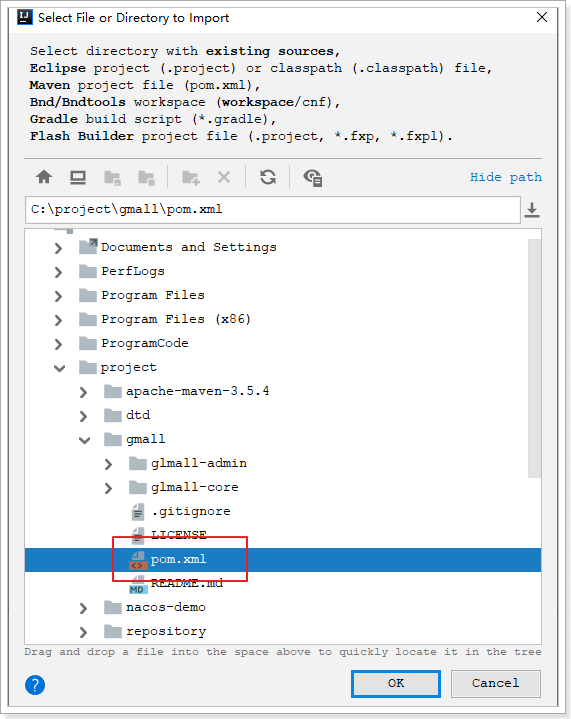 Select File or Directory to Import
Select directory with existing sources,
Eclipse project (.project) or classpath (.classpath) file,
Maven project file (pom.xml),
Bnd/Bndtools workspace (workspace/cnf),
Gradle build script (*.gradle),
Flash Builder project file (.project, *.fxp, *.fxpl).
Hide path
C:\project\gmall\pom.xml
Documents and Settings
PerfLogs
Program Files
Program Files (x86)
ProgramCode
project
apache-maven-3.5.4
dtd
gmall
glmall-admin
glmall-core
.gitignore
LICENSE
pom.xml
README.md
nacos-demo
repository
Drag and drop a file into the space above to quickly locate it in the tree
OK
Cancel